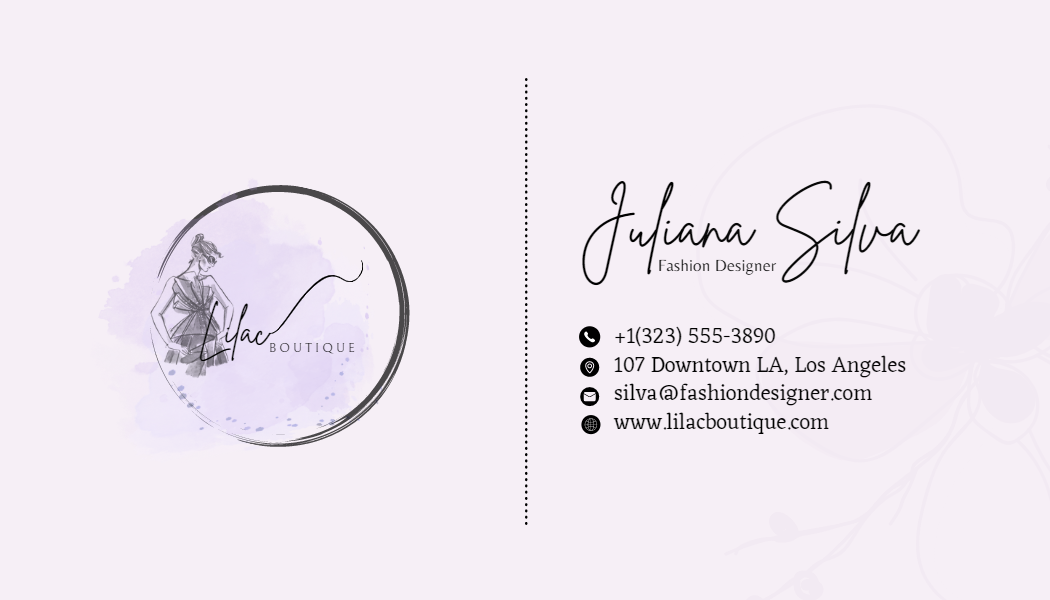 Lilac
BOUTIQUE
Juliana Silva
Fashion Designer
+1(323) 555-3890
107 Downtown LA, Los Angeles
silva@fashiondesigner.com
www.lilacboutique.com